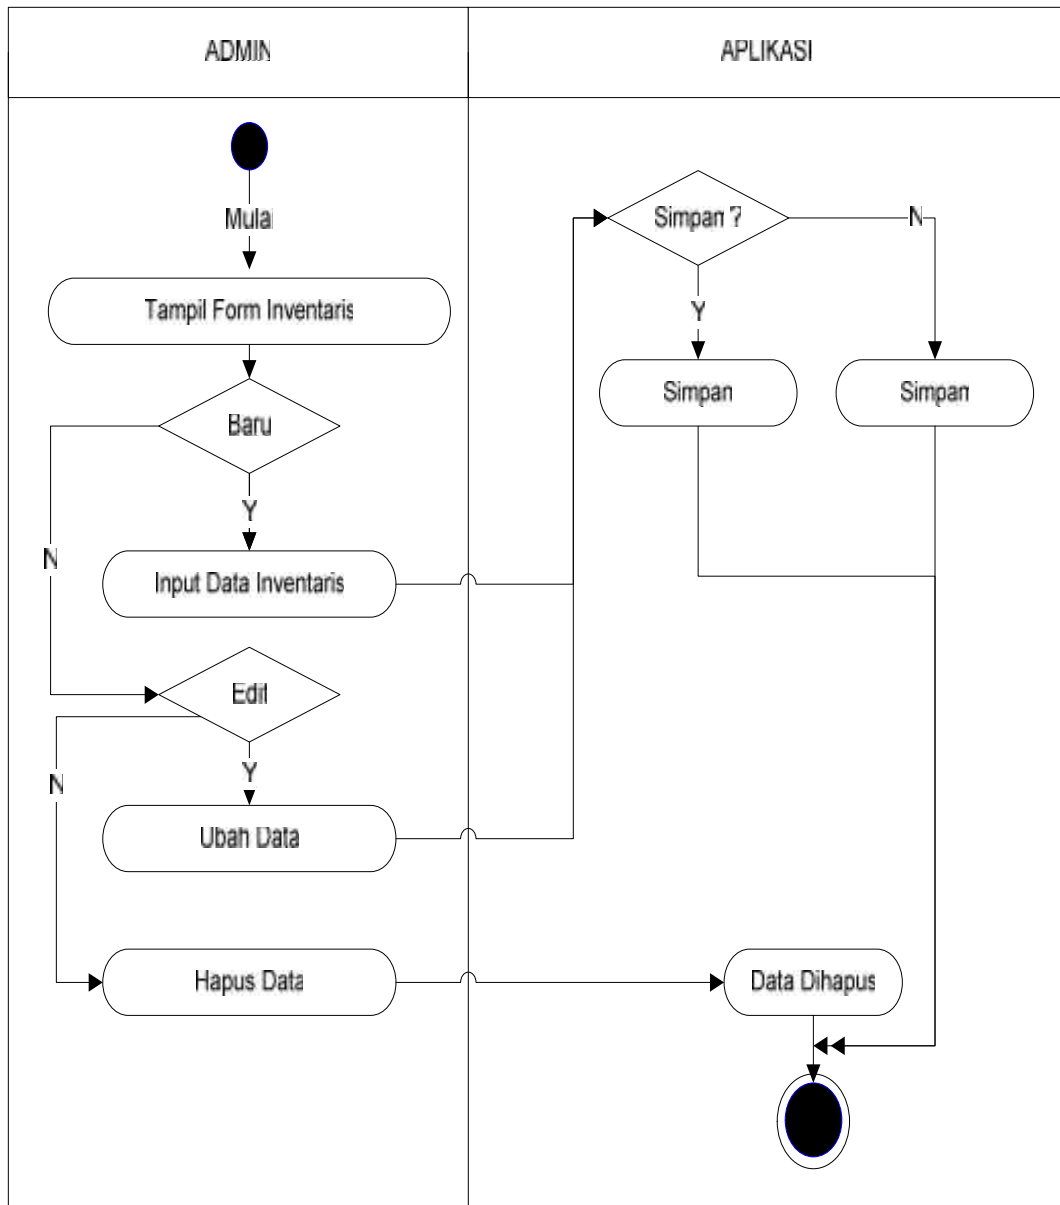 ADMIN
APLIKASI
Mulai
Simpan ?
N
Tampil Form Inventaris
Y
Simpan
Simpan
Baru
Y
N
Input Data Inventaris
Edit
Y
N
Ubah Data
Hapus Data
Data Dihapus